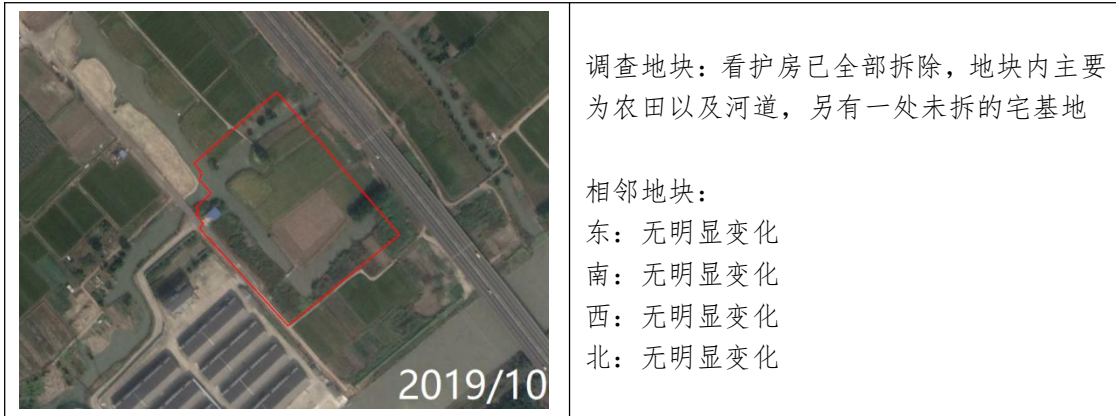 调查地块：看护房已全部拆除，地块内主要
为农田以及河道，另有一处未拆的宅基地
相邻地块：
东：无明显变化
南：无明显变化
西：无明显变化
北：无明显变化
2019/10